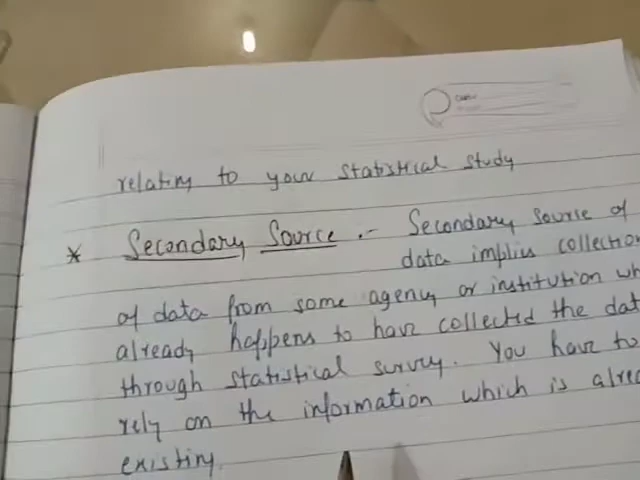 relating to your statistical study
* Secondary Source :- Secondary source of
data implies collection
of data from some agency or institution wh
already happens to have collected the dat
through statistical survey. You have to
rely on the information which is alrea
existing.